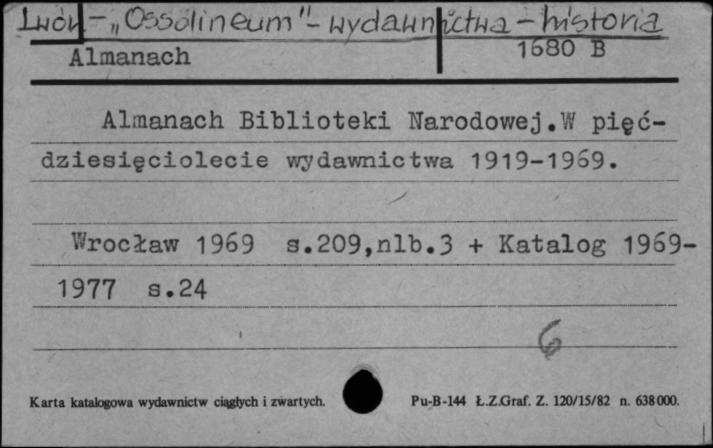 Lwów - „Ossolineum" - wydawnictwa - historia
Almanach 1680 B
Almanach Biblioteki Narodowej.W pięć-
dziesięciolecie wydawnictwa 1919-1969.
Wrocław 1969 s.209,nlb.3 + Katalog 1969-
1977 s.24
6
Karta katalogowa wydawnictw ciągłych i zwartych. Pu-B-144 Ł.Z.Graf. Z. 120/15/82 n. 638000.